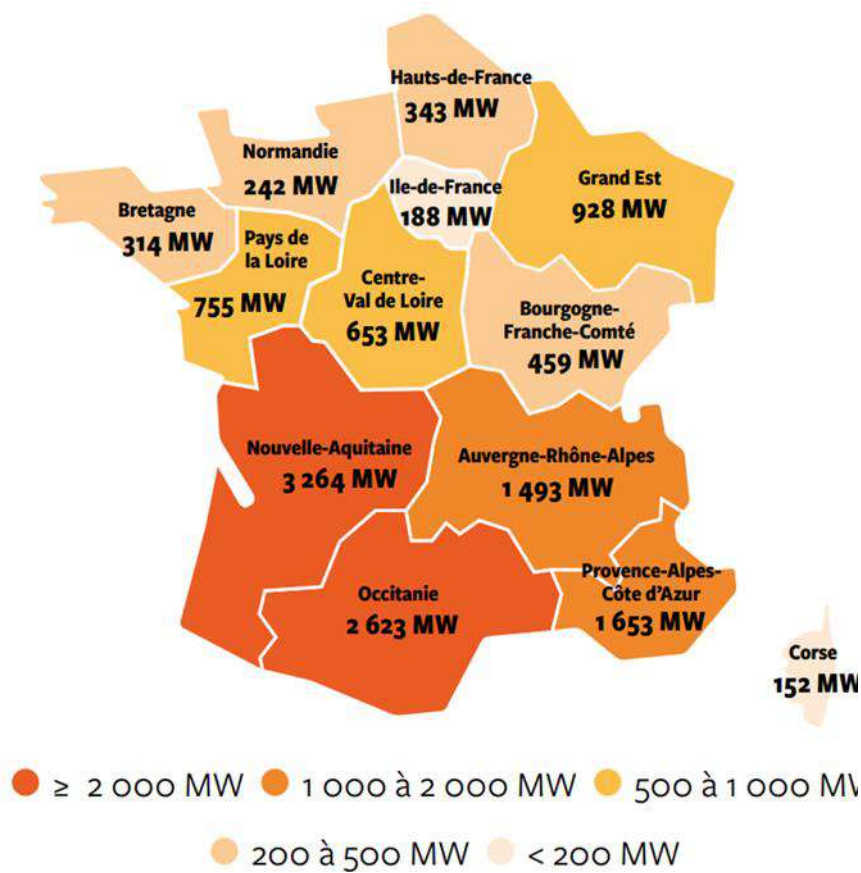 Hauts-de-France
343 MW
Normandie
242 MW
Ile-de-France
188 MW
Grand Est
928 MW
Bretagne
314 MW
Pays de
la Loire
755 MW
Centre-
Val de Loire
653 MW
Bourgogne-
Franche-Comté
459 MW
Nouvelle-Aquitaine
3 264 MW
Auvergne-Rhône-Alpes
1 493 MW
Occitanie
2 623 MW
Provence-Alpes-
Côte d'Azur
1 653 MW
Corse
152 MW
≥ 2 000 MW 1 000 à 2 000 MW 500 à 1 000 MW
200 à 500 MW < 200 MW